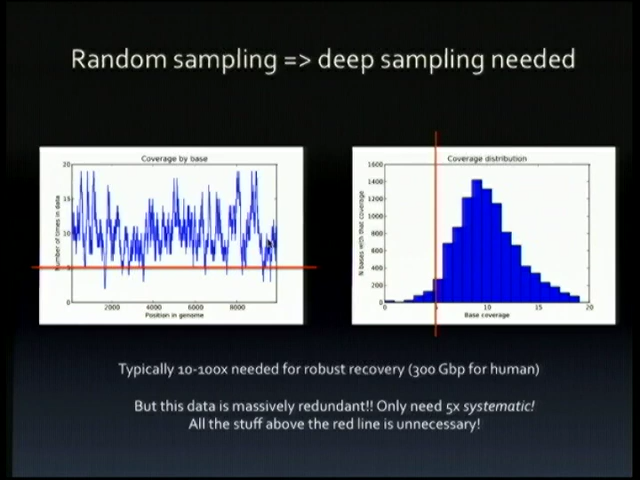 Random sampling => deep sampling needed
Coverage by base
20
15
10
5
0
2000
4000
6000
8000
Number of times in data
Position in genome
Coverage distribution
1600
1400
1200
1000
800
600
400
200
0
0
5
10
15
20
N bases with that coverage
Base coverage
Typically 10-100x needed for robust recovery (300 Gbp for human)
But this data is massively redundant!! Only need 5x systematic!
All the stuff above the red line is unnecessary!